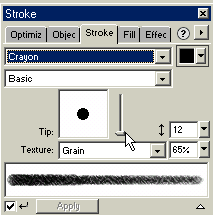 Stroke
Optimiz Objec Stroke Fill Effec ?
Crayon
Basic
Tip: 12
Texture: Grain 65%
Apply